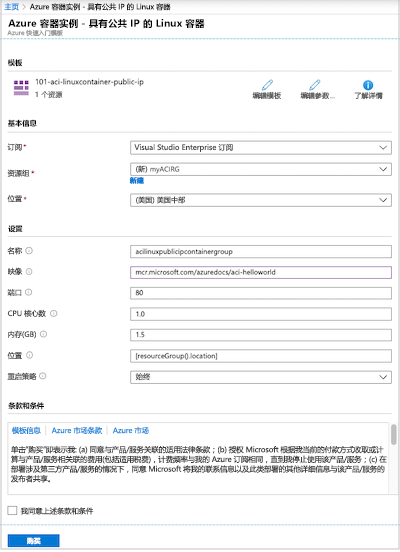 主页 > Azure 容器实例 - 具有公共 IP 的 Linux 容器
Azure 容器实例 - 具有公共 IP 的 Linux 容器
Azure 快速入门模板
模板
101-aci-linuxcontainer-public-ip
1 个资源
编辑模板
编辑参数...
了解详情
基本信息
订阅 *
Visual Studio Enterprise 订阅
资源组 *
(新) myACIRG
新建
位置 *
(美国) 美国中部
设置
名称
acilinuxpublicipcontainergroup
映像
mcr.microsoft.com/azuredocs/aci-helloworld
端口
80
CPU 核心数
1.0
内存(GB)
1.5
位置
[resourceGroup().location]
重启策略
始终
条款和条件
模板信息 | Azure 市场条款 | Azure 市场
单击"购买"即表示我: (a) 同意与产品/服务关联的适用法律条款; (b) 授权 Microsoft 根据我当前的付款方式收取或计
算与产品/服务相关联的费用(包括适用税费)，计费频率与我的 Azure 订阅相同，直到我停止使用该产品/服务; (c) 在
部署涉及第三方产品/服务的情况下，同意 Microsoft 将我的联系信息以及此类部署的其他详细信息与该产品/服务的
发布者共享。
我同意上述条款和条件
购买